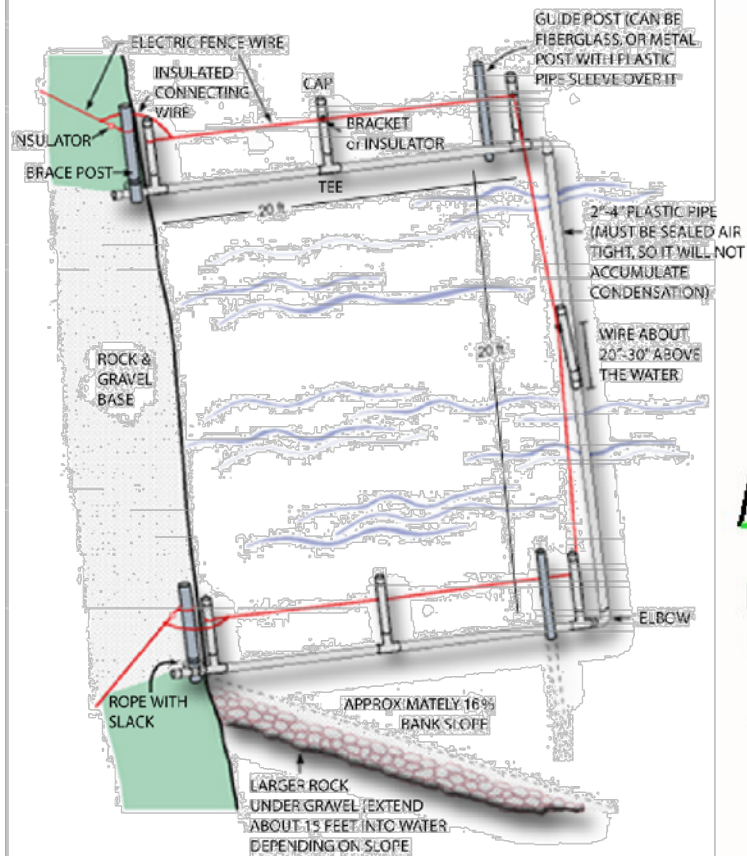 GUIDE POST (CAN BE
FIBERGLASS, OR METAL
POST WITH PLASTIC
PIPE SLEEVE OVER IT
ELECTRIC FENCE WIRE
INSULATED
CONNECTING
WIRE
CAP
BRACKET
or INSULATOR
INSULATOR
BRACE POST
TEE
20 ft.
2"-4" PLASTIC PIPE
(MUST BE SEALED AIR
TIGHT, SO IT WILL NOT
ACCUMULATE
CONDENSATION)
20 ft.
WIRE ABOUT
20"-30" ABOVE
THE WATER
ROCK &
GRAVEL
BASE
ELBOW
ROPE WITH
SLACK
APPROXIMATELY 16%
BANK SLOPE
LARGER ROCK
UNDER GRAVEL (EXTEND
ABOUT 15 FEET INTO WATER
DEPENDING ON SLOPE